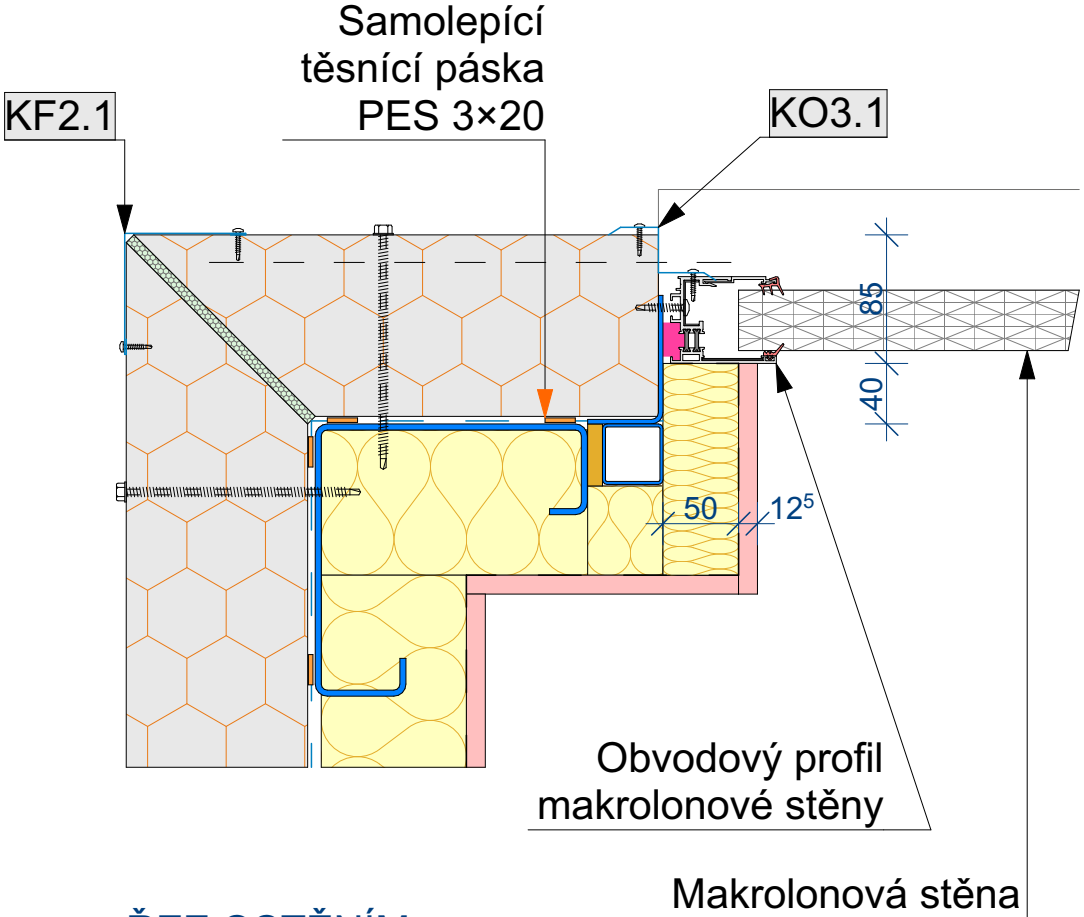 Samolepící
těsnící páska
PES 3×20
KF2.1
KO3.1
85
40
50
12⁵
Obvodový profil
makrolonové stěny
Makrolonová stěna